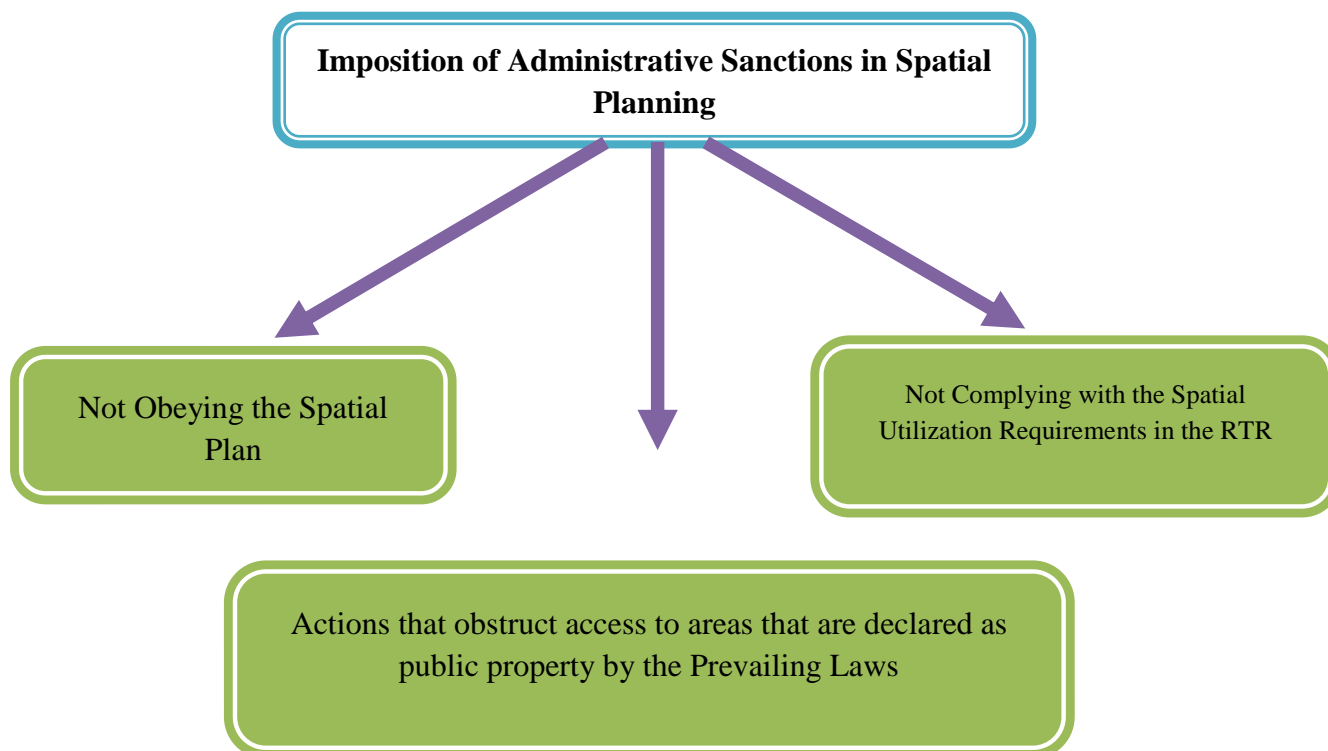 Imposition of Administrative Sanctions in Spatial
Planning
Not Obeying the Spatial
Plan
Not Complying with the Spatial
Utilization Requirements in the RTR
Actions that obstruct access to areas that are declared as
public property by the Prevailing Laws